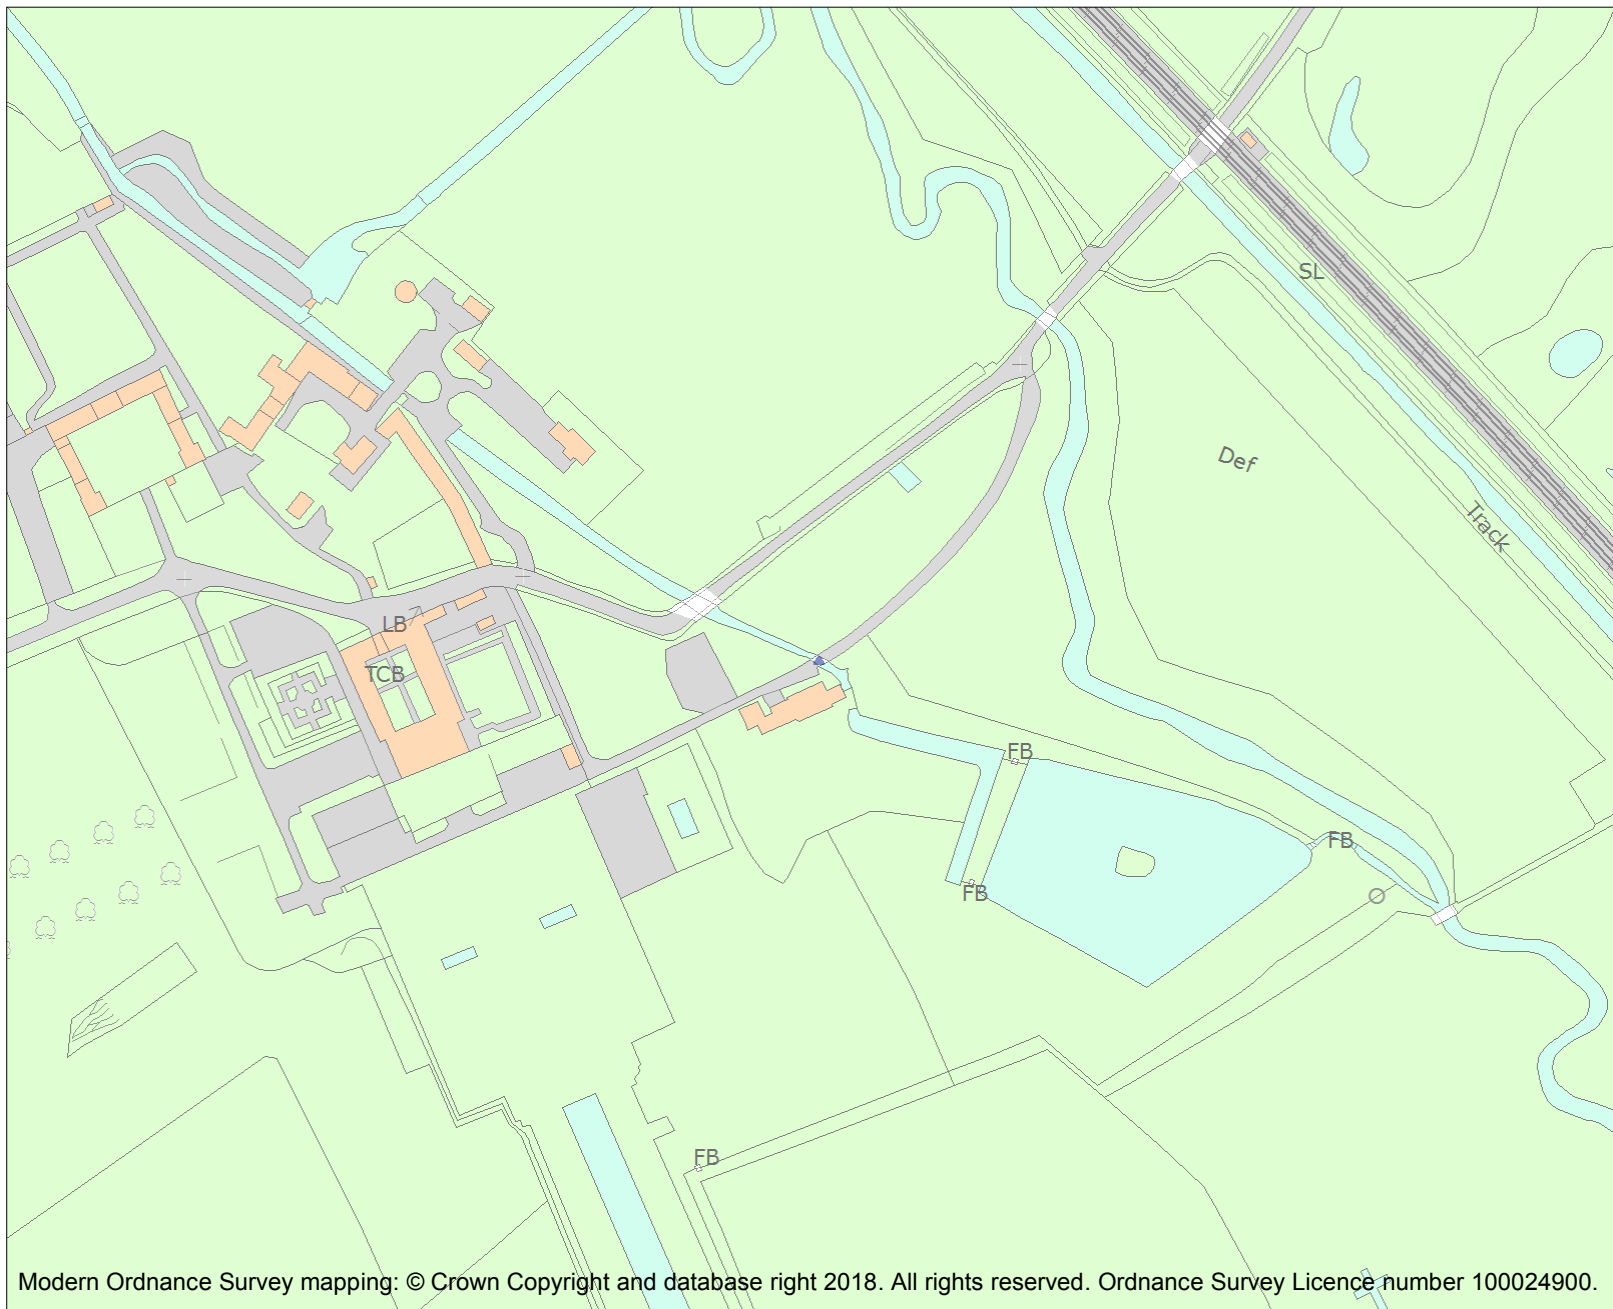 SL
Def
Track
LB
TCB
FB
FB
FB
FB
Modern Ordnance Survey mapping: © Crown Copyright and database right 2018. All rights reserved. Ordnance Survey Licence number 100024900.